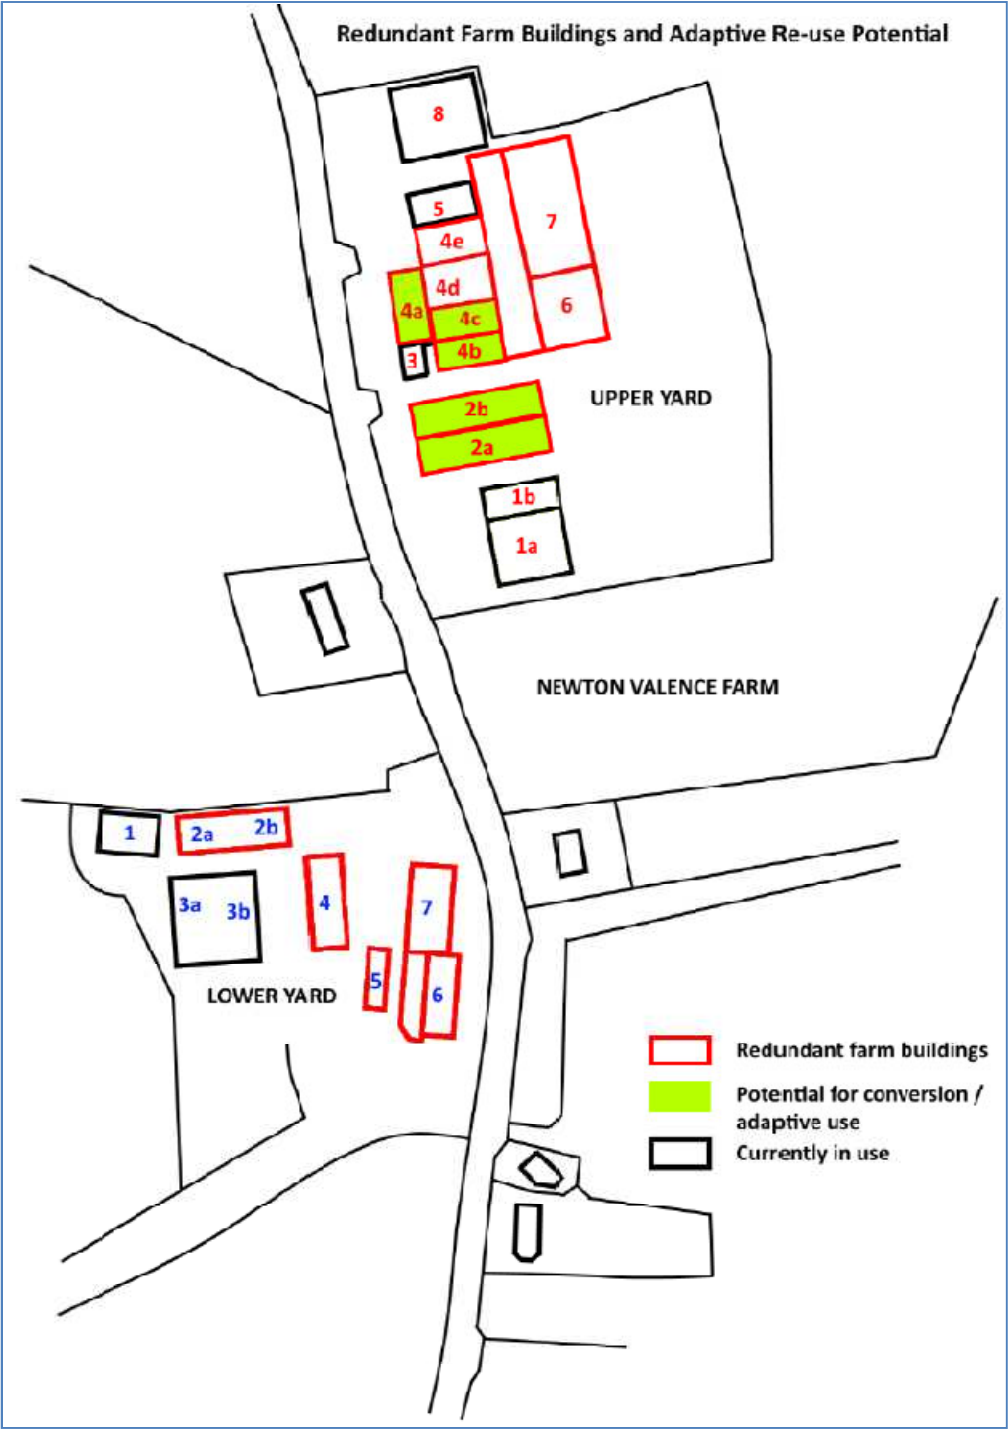 Redundant Farm Buildings and Adaptive Re-use Potential
8
5
7
4e
4d
6
4a
4c
3
4b
UPPER YARD
2b
2a
1b
1a
NEWTON VALENCE FARM
1
2a
2b
3a
3b
4
7
5
6
LOWER YARD
Redundant farm buildings
Potential for conversion /
adaptive use
Currently in use